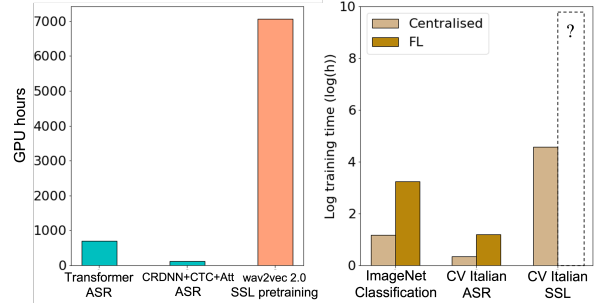 GPU hours
7000
6000
5000
4000
3000
2000
1000
0
Transformer
ASR
CRDNN+CTC+Att
ASR
wav2vec 2.0
SSL pretraining
Log training time (log(h))
10
8
6
4
2
0
Centralised
FL
?
ImageNet
Classification
CV Italian
ASR
CV Italian
SSL